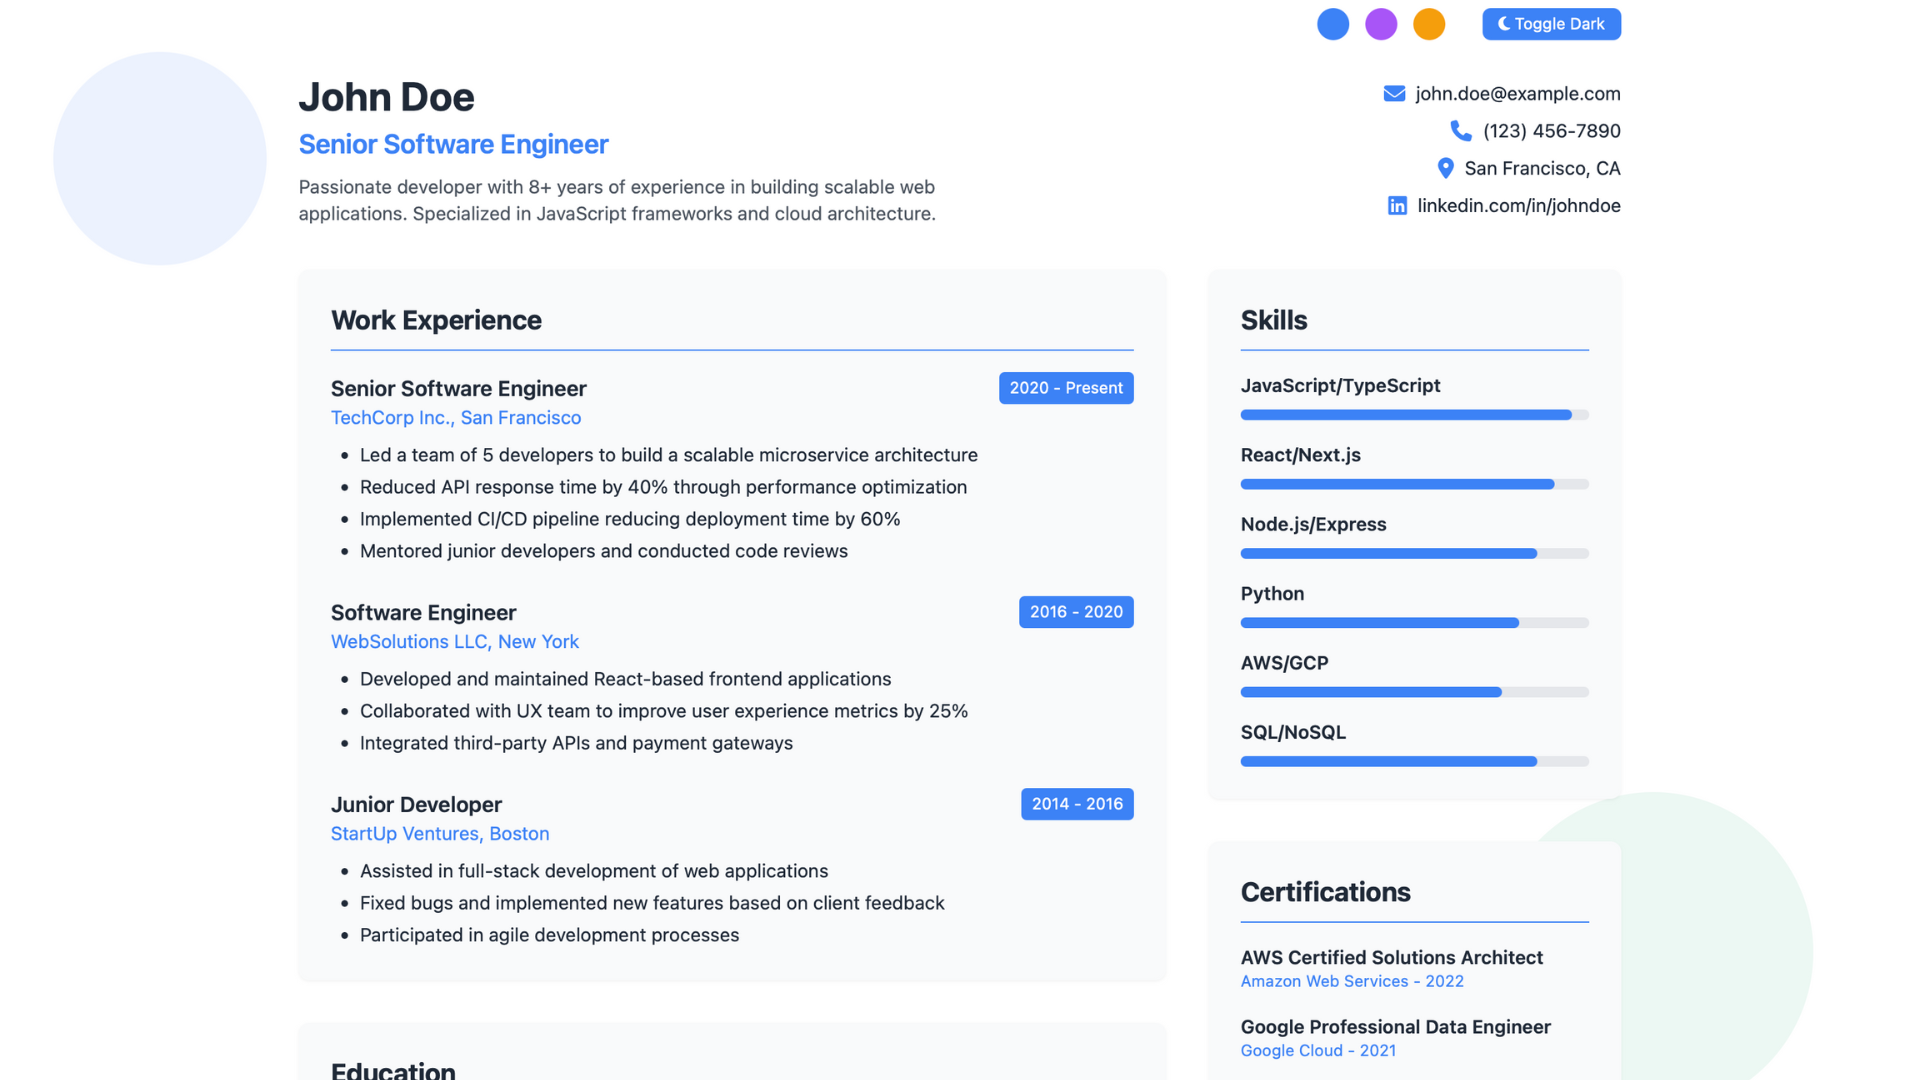 Toggle Dark
John Doe
Senior Software Engineer
Passionate developer with 8+ years of experience in building scalable web
applications. Specialized in JavaScript frameworks and cloud architecture.
john.doe@example.com
(123) 456-7890
San Francisco, CA
linkedin.com/in/johndoe
Work Experience
Senior Software Engineer
2020 - Present
TechCorp Inc., San Francisco
• Led a team of 5 developers to build a scalable microservice architecture
• Reduced API response time by 40% through performance optimization
• Implemented CI/CD pipeline reducing deployment time by 60%
• Mentored junior developers and conducted code reviews
Software Engineer
2016 - 2020
WebSolutions LLC, New York
• Developed and maintained React-based frontend applications
• Collaborated with UX team to improve user experience metrics by 25%
• Integrated third-party APIs and payment gateways
Junior Developer
2014 - 2016
StartUp Ventures, Boston
• Assisted in full-stack development of web applications
• Fixed bugs and implemented new features based on client feedback
• Participated in agile development processes
Education
Skills
JavaScript/TypeScript
React/Next.js
Node.js/Express
Python
AWS/GCP
SQL/NoSQL
Certifications
AWS Certified Solutions Architect
Amazon Web Services - 2022
Google Professional Data Engineer
Google Cloud - 2021